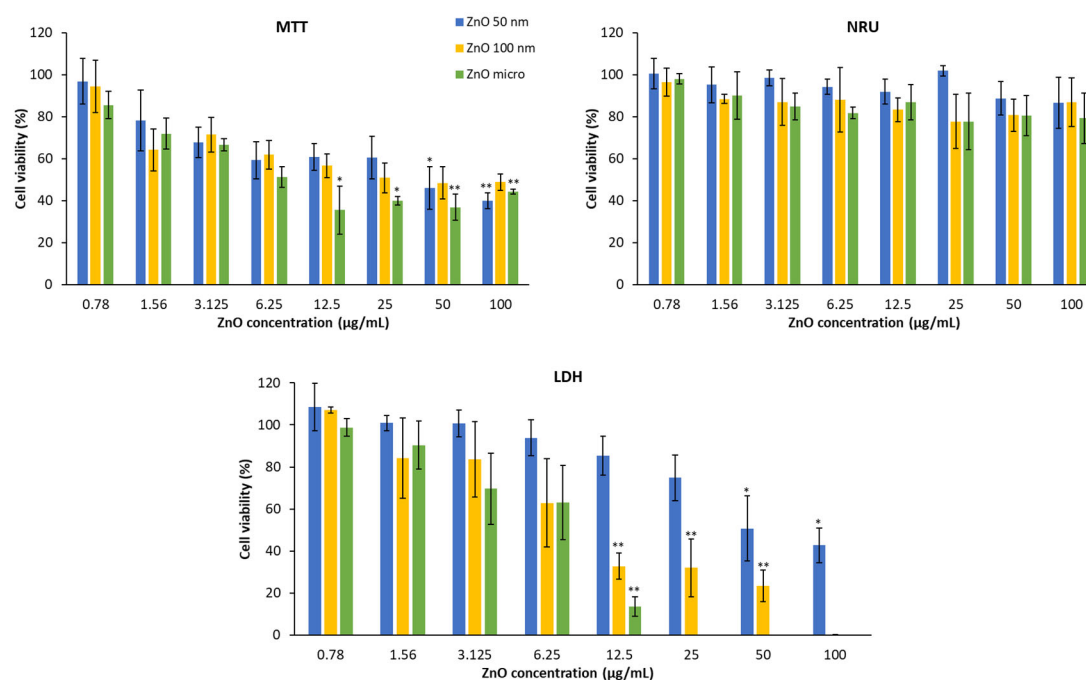 MTT
ZnO 50 nm
ZnO 100 nm
ZnO micro
120
100
80
60
40
20
0
Cell viability (%)
* * * ** ** **
0.78 1.56 3.125 6.25 12.5 25 50 100
ZnO concentration (µg/mL)
NRU
120
100
80
60
40
20
0
Cell viability (%)
0.78 1.56 3.125 6.25 12.5 25 50 100
ZnO concentration (µg/mL)
LDH
120
100
80
60
40
20
0
Cell viability (%)
** ** ** * ** *
0.78 1.56 3.125 6.25 12.5 25 50 100
ZnO concentration (µg/mL)